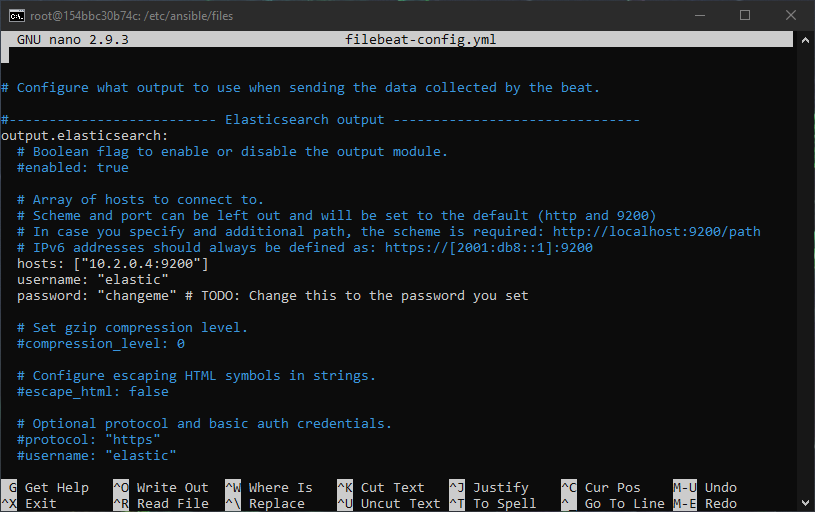 root@154bbc30b74c: /etc/ansible/files
GNU nano 2.9.3 filebeat-config.yml
# Configure what output to use when sending the data collected by the beat.
#-------------------------- Elasticsearch output -------------------------------
output.elasticsearch:
  # Boolean flag to enable or disable the output module.
  #enabled: true
  # Array of hosts to connect to.
  # Scheme and port can be left out and will be set to the default (http and 9200)
  # In case you specify and additional path, the scheme is required: http://localhost:9200/path
  # IPv6 addresses should always be defined as: https://[2001:db8::1]:9200
  hosts: ["10.2.0.4:9200"]
  username: "elastic"
  password: "changeme" # TODO: Change this to the password you set
  # Set gzip compression level.
  #compression_level: 0
  # Configure escaping HTML symbols in strings.
  #escape_html: false
  # Optional protocol and basic auth credentials.
  #protocol: "https"
  #username: "elastic"
G Get Help ^O Write Out ^W Where Is ^K Cut Text ^J Justify ^C Cur Pos M-U Undo
^X Exit ^R Read File ^\ Replace ^U Uncut Text ^T To Spell ^_ Go To Line M-E Redo